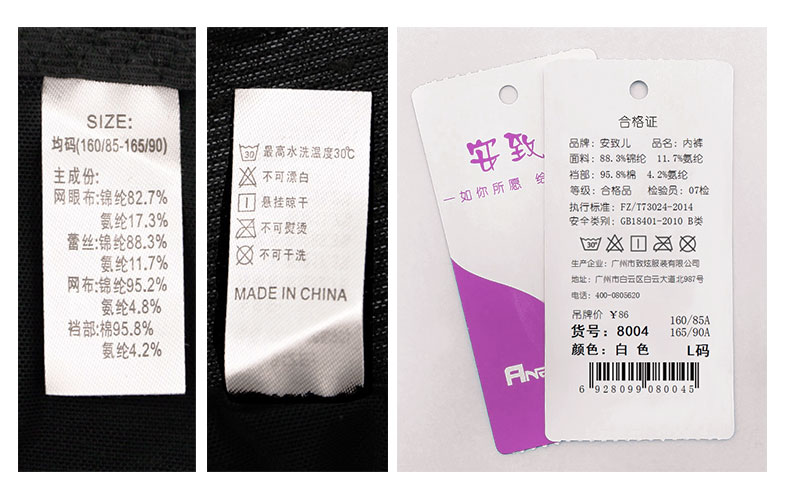 SIZE:
均码(160/85-165/90)
主成份:
网眼布:锦纶82.7%
氨纶17.3%
蕾丝:锦纶88.3%
氨纶11.7%
网布:锦纶95.2%
氨纶4.8%
裆部:棉95.8%
氨纶4.2%
30 最高水洗温度30℃
不可漂白
悬挂晾干
不可熨烫
不可干洗
MADE IN CHINA
安致
一如你所愿
合格证
品牌: 安致儿 品名: 内裤
面料: 88.3%锦纶 11.7%氨纶
裆部: 95.8%棉 4.2%氨纶
等级: 合格品 检验员: 07检
执行标准: FZ/T73024-2014
安全类别: GB18401-2010 B类
30
生产企业: 广州市致炫服装有限公司
地址: 广州市白云区白云大道北987号
电话: 400-0805620
吊牌价 ¥86
160/85A
货号: 8004
165/90A
颜色: 白 色 L码
6 928099 080045